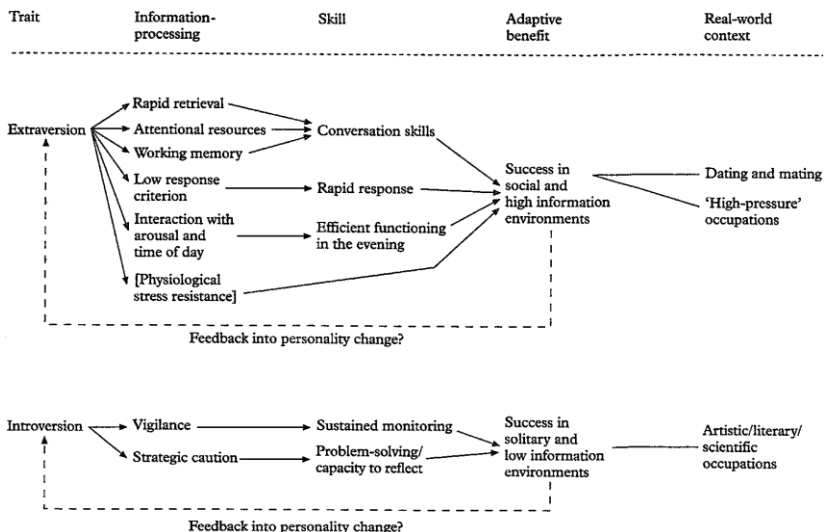 Trait
Information-
processing
Skill
Adaptive
benefit
Real-world
context
Extraversion
Rapid retrieval
Attentional resources
Working memory
Low response
criterion
Interaction with
arousal and
time of day
[Physiological
stress resistance]
Conversation skills
Rapid response
Efficient functioning
in the evening
Success in
social and
high information
environments
Dating and mating
‘High-pressure’
occupations
Feedback into personality change?
Introversion
Vigilance
Strategic caution
Sustained monitoring
Problem-solving/
capacity to reflect
Success in
solitary and
low information
environments
Artistic/literary/
scientific
occupations
Feedback into personality change?